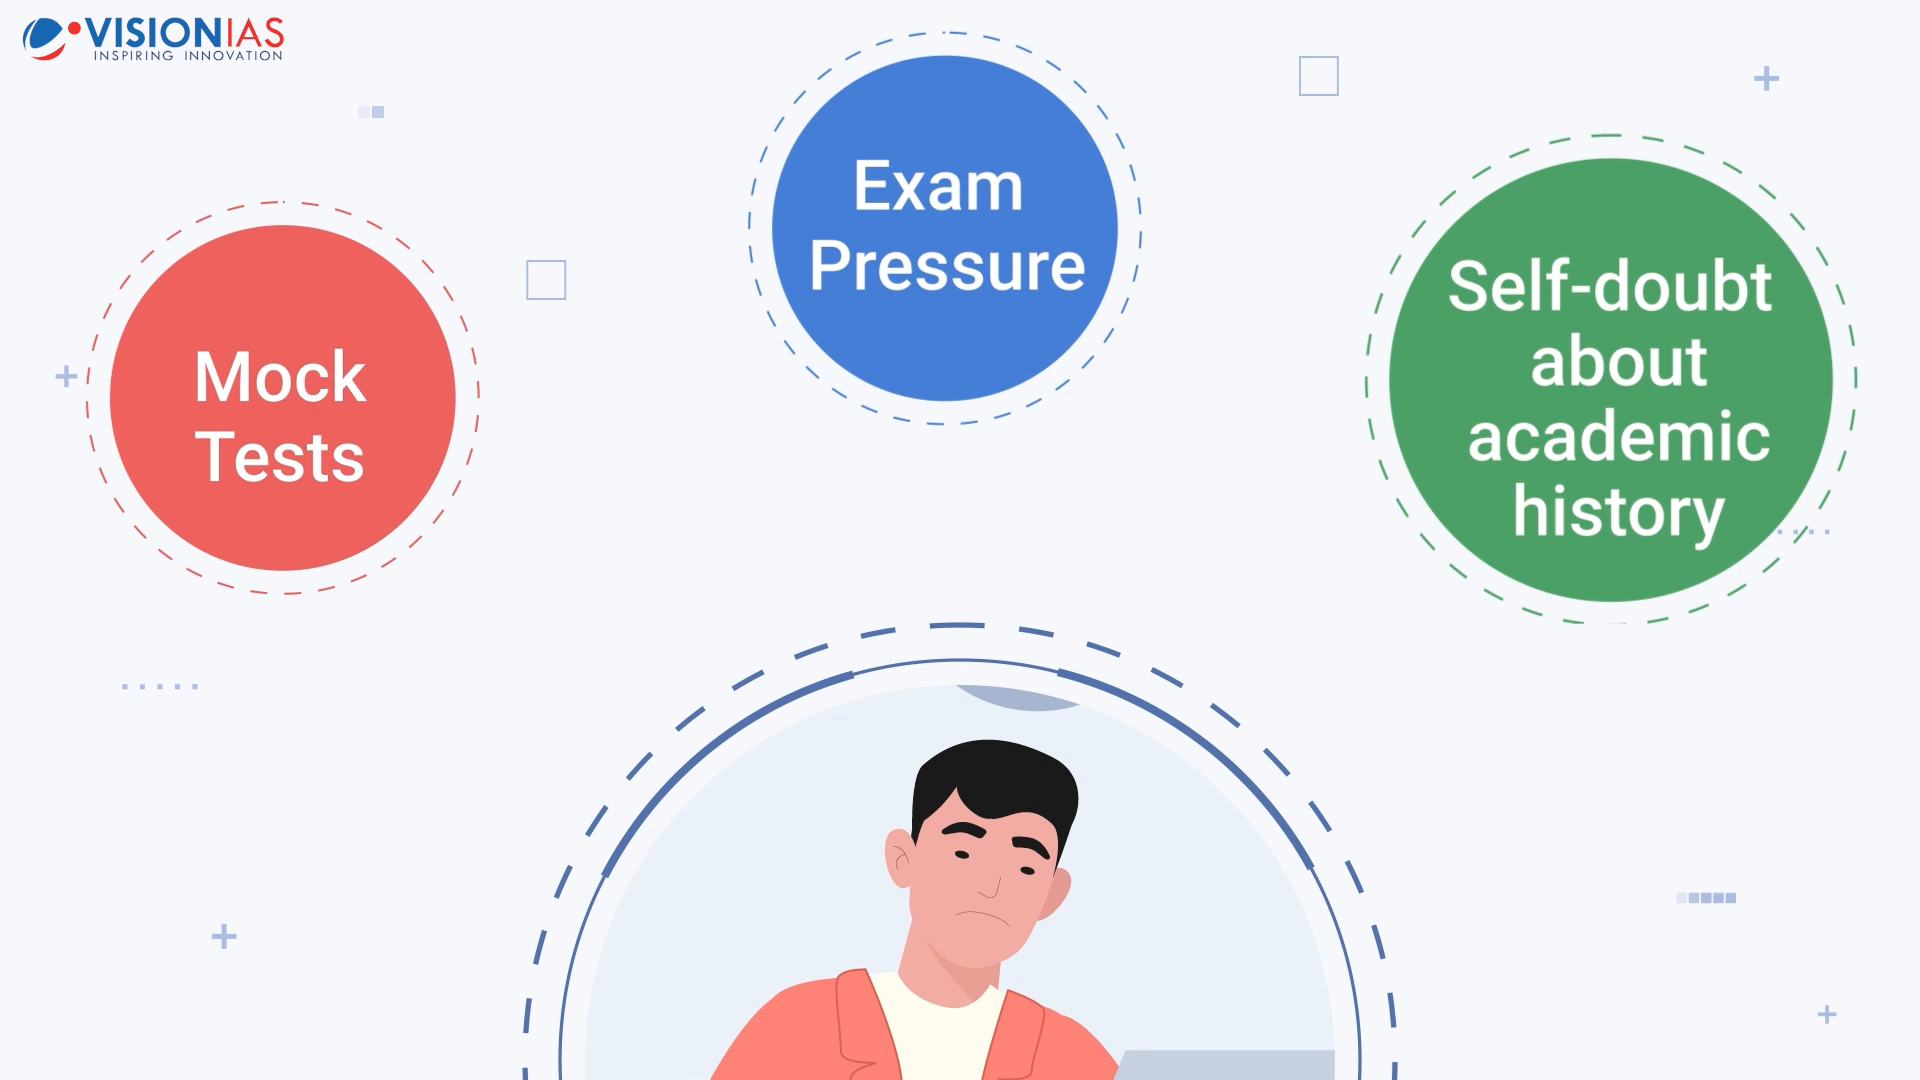 VISIONIAS
INSPIRING INNOVATION
Mock
Tests
Exam
Pressure
Self-doubt
about
academic
history